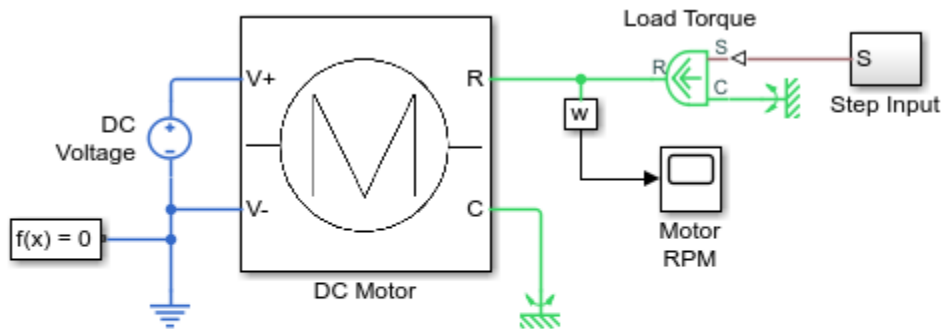 Load Torque
S
R
C
S
Step Input
V+
R
DC
Voltage
w
V-
C
f(x) = 0
Motor
RPM
DC Motor